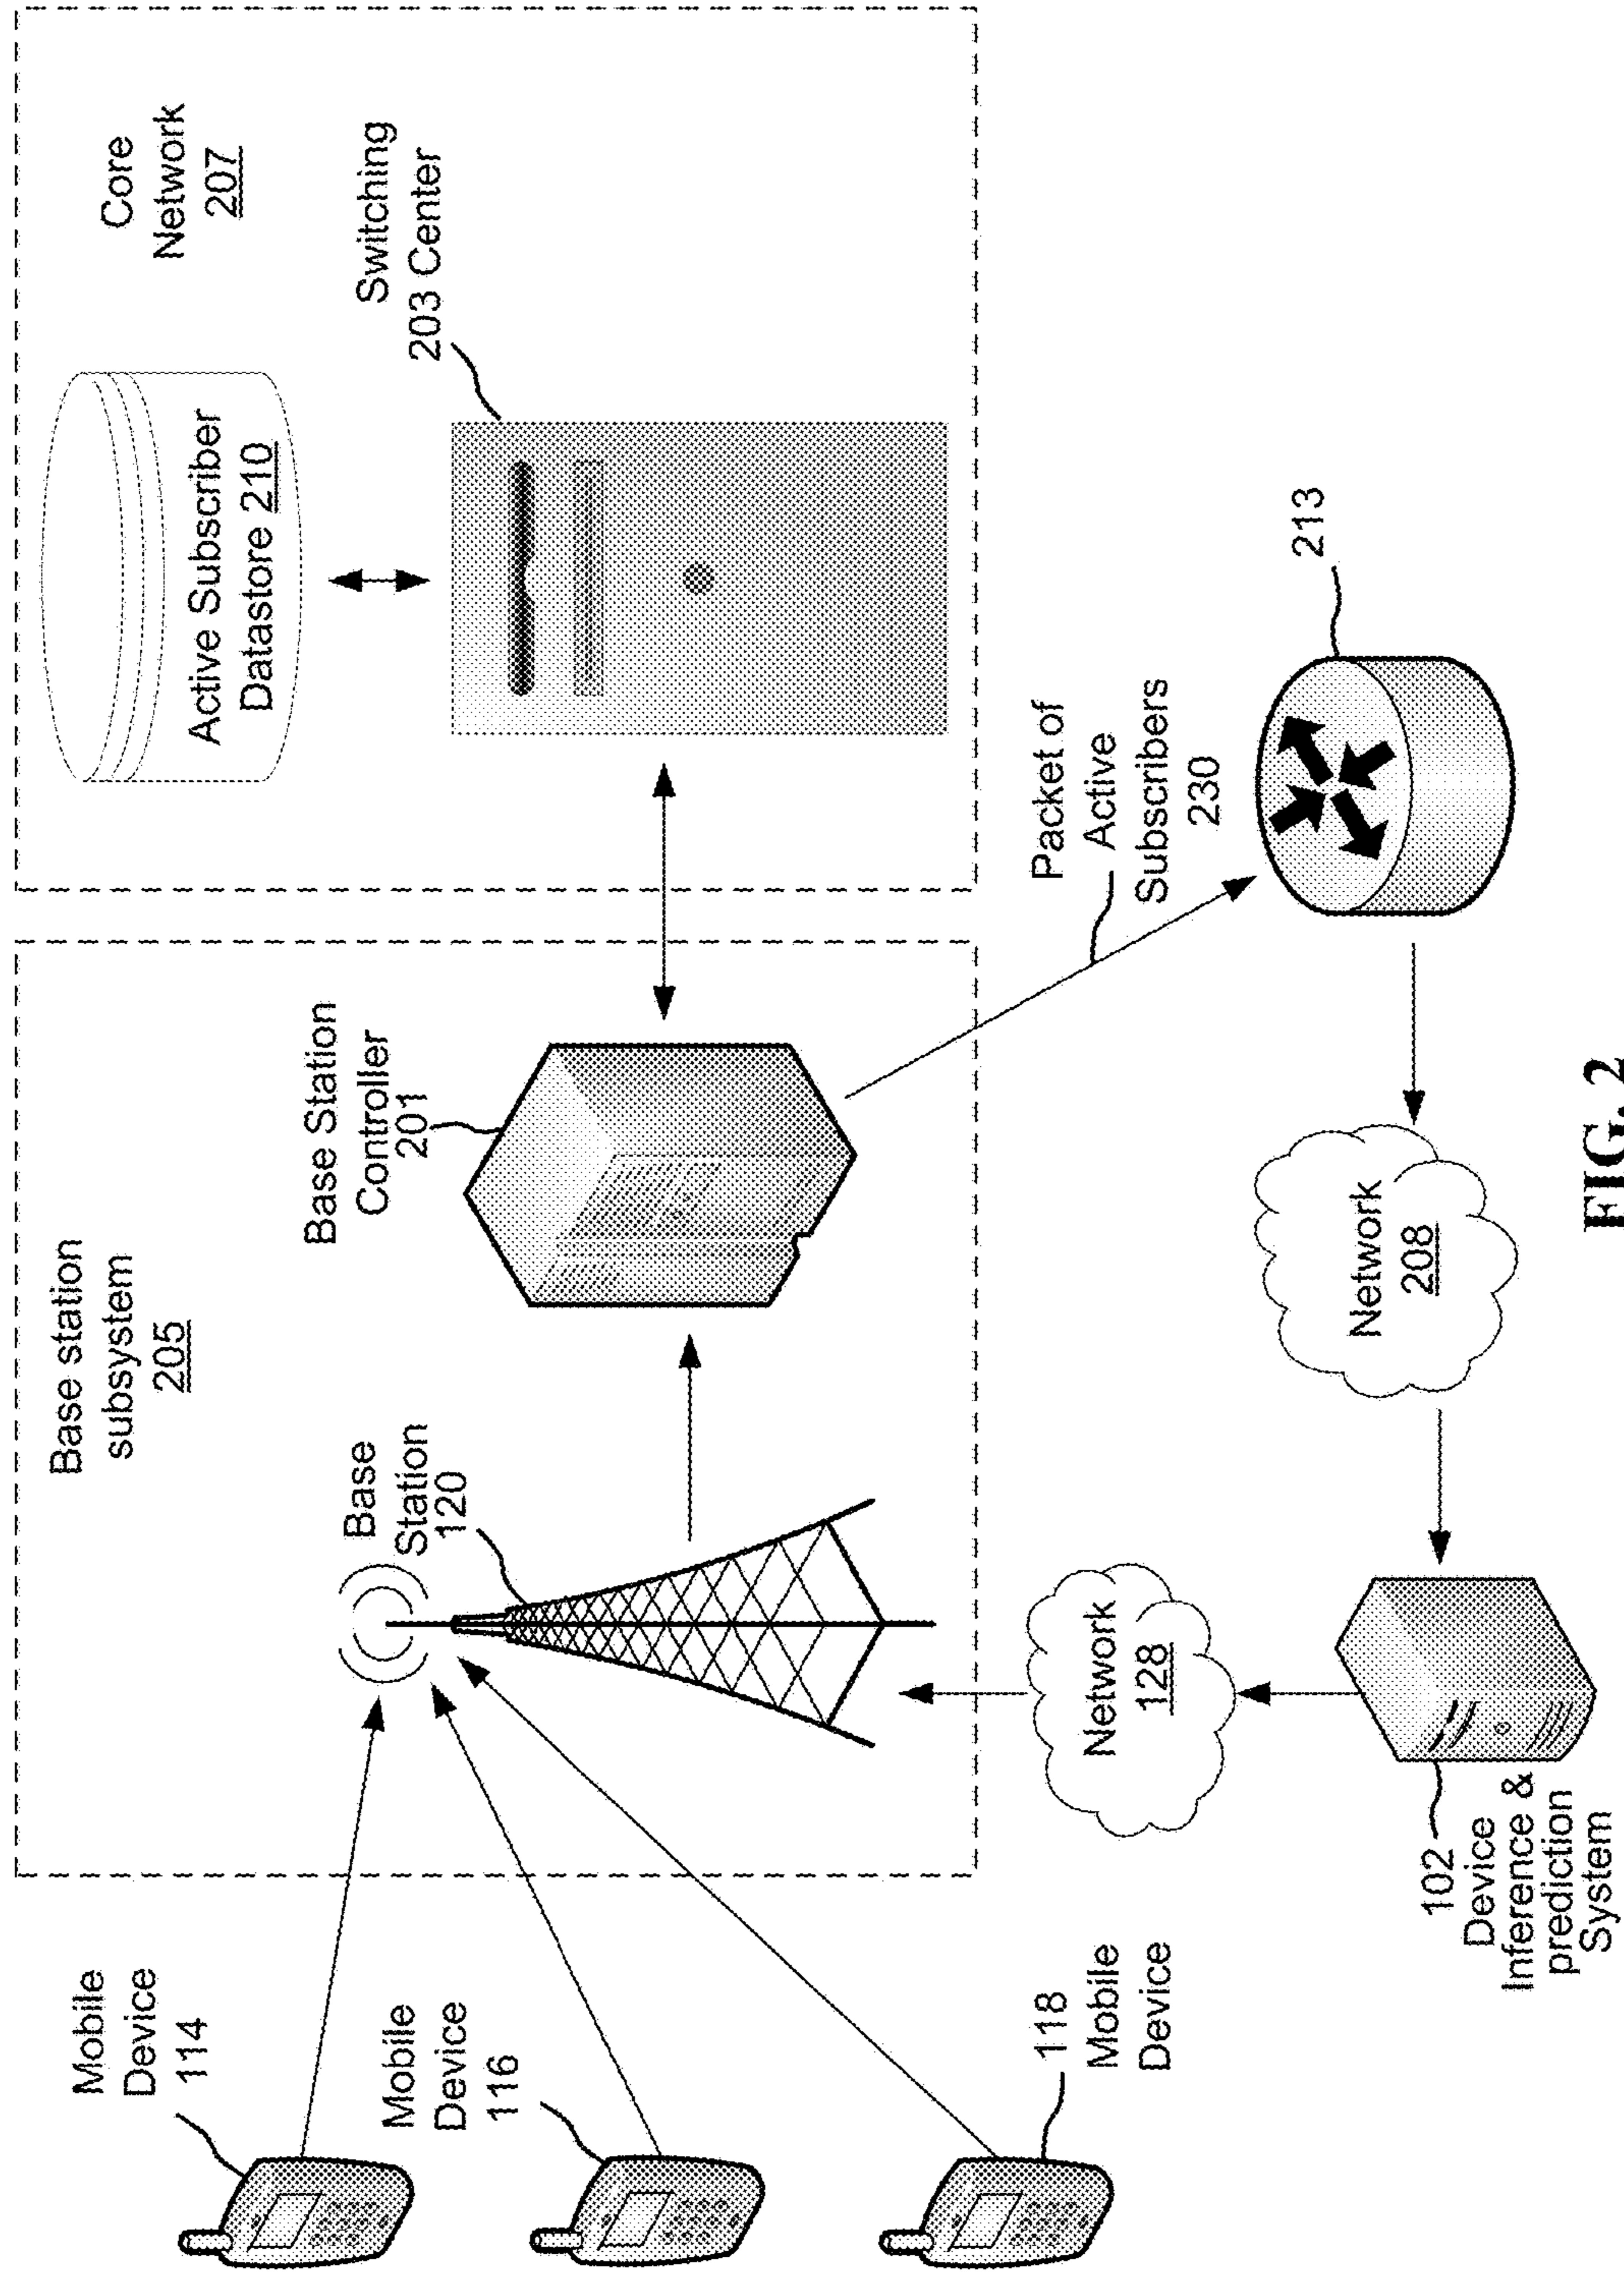 Base station
subsystem
205
Core
Network
207
Mobile
Device
114
Mobile
Device
116
118
Mobile
Device
Base
Station
120
Base Station
Controller
201
Active Subscriber
Datastore 210
Switching
203 Center
Packet of
Active
Subscribers
230
213
Network
128
Network
208
102
Device
Inference &
prediction
System
FIG. 2